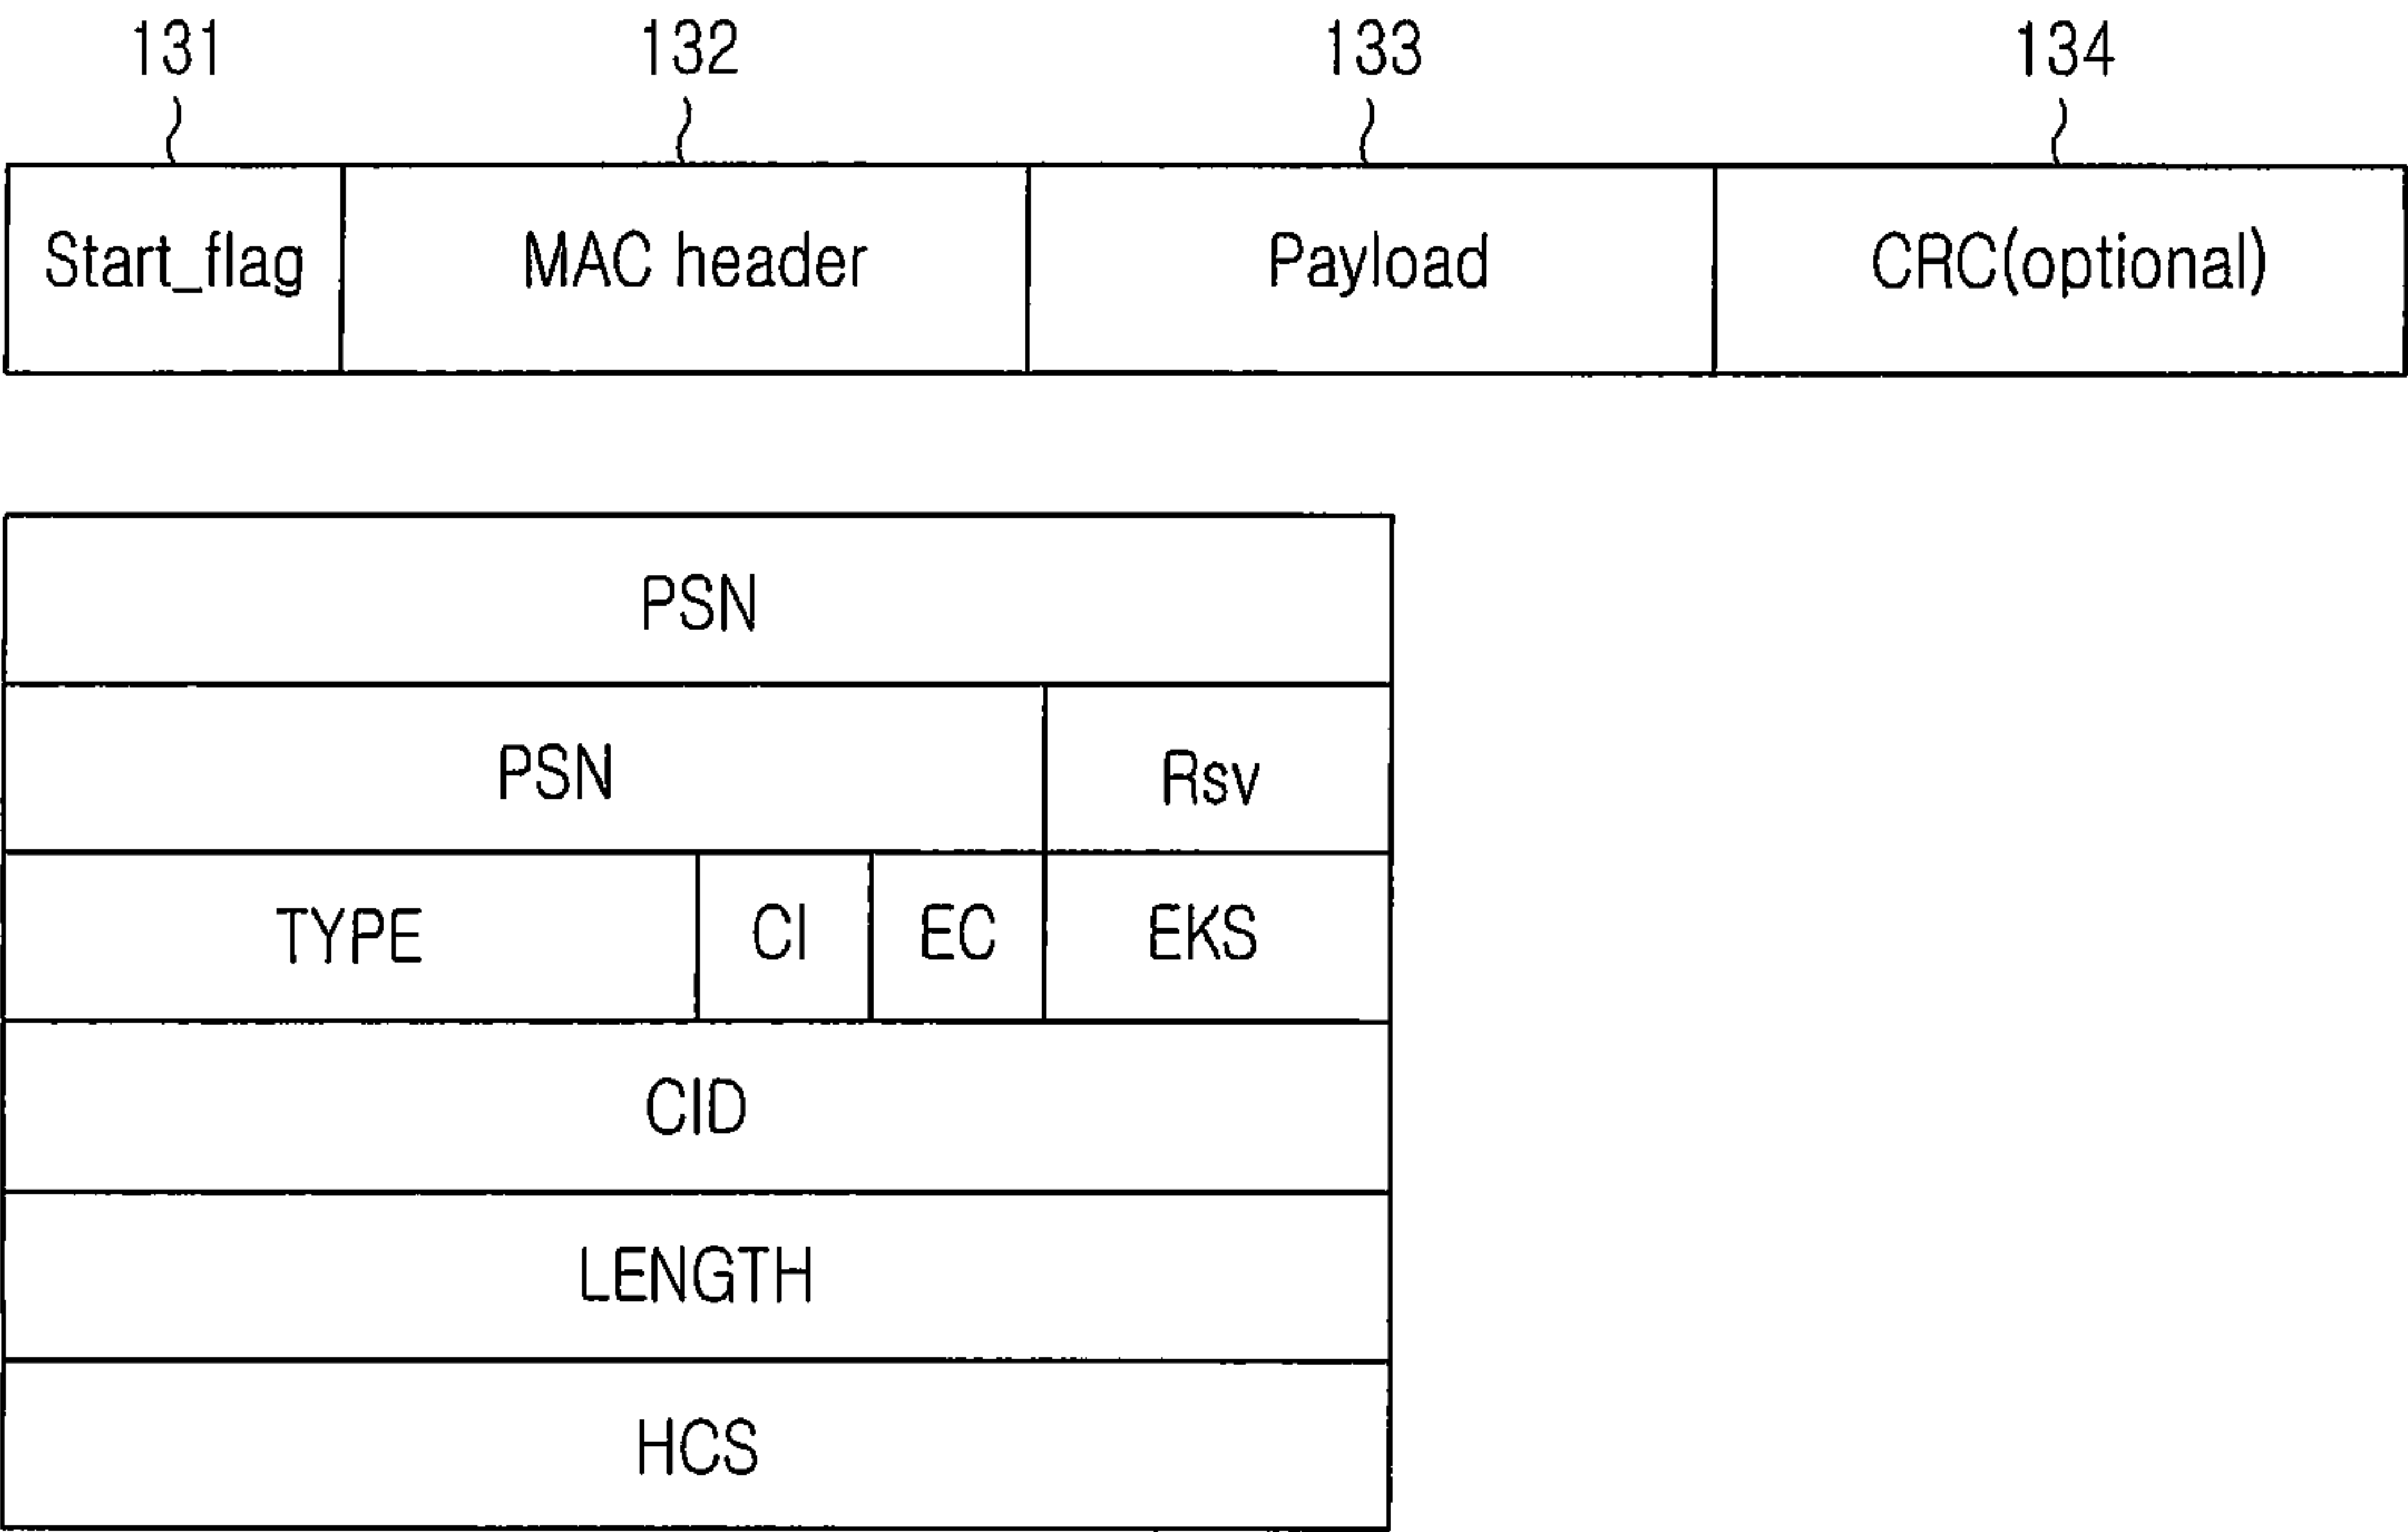 131 132 133 134
Start_flag MAC header Payload CRC(optional)
PSN
PSN Rsv
TYPE CI EC EKS
CID
LENGTH
HCS